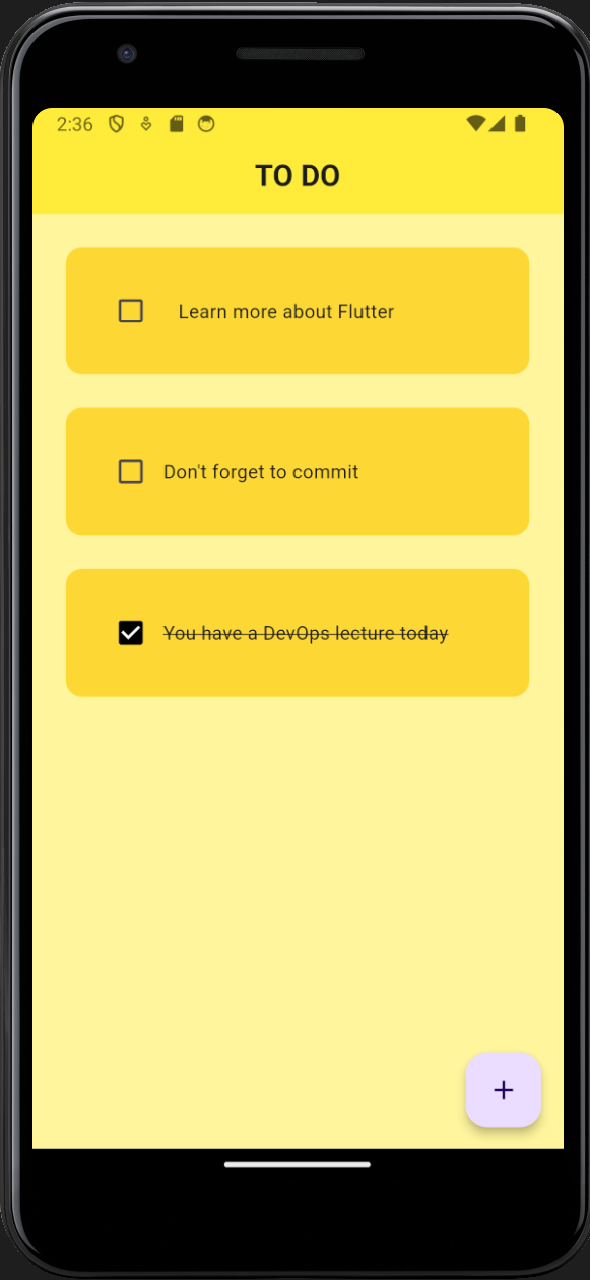 2:36
TO DO
Learn more about Flutter
Don't forget to commit
You have a DevOps lecture today